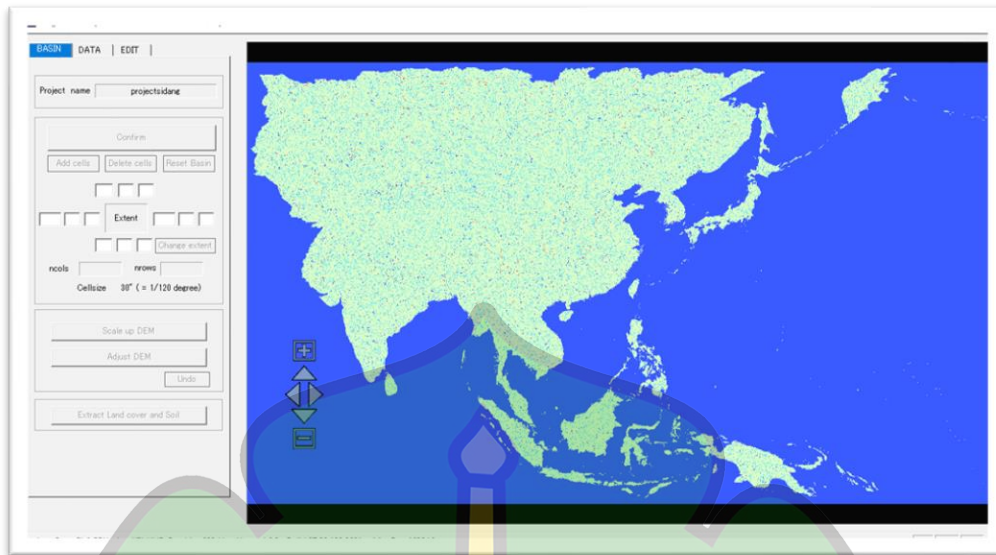 BASIN DATA EDIT
Project name projectsidang
Confirm
Add cells Delete cells Reset Basin
Extent
Change extent
ncols nrows
Cellsize 30" ( = 1/120 degree)
Scale up DEM
Adjust DEM
Undo
Extract Land cover and Soil